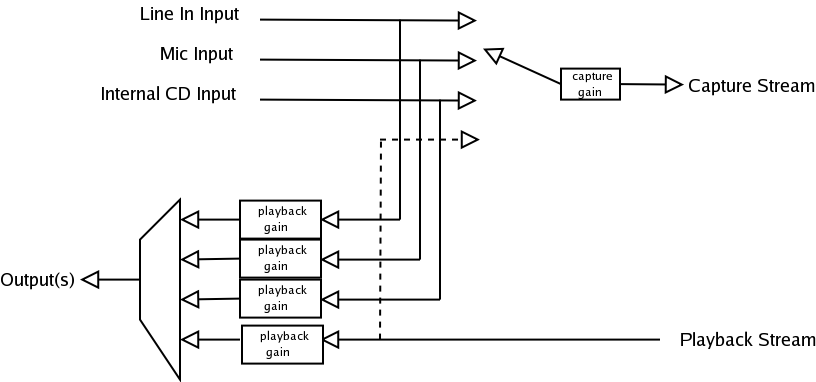 Line In Input
Mic Input
Internal CD Input
capture
gain
Capture Stream
playback
gain
playback
gain
playback
gain
playback
gain
Output(s)
Playback Stream